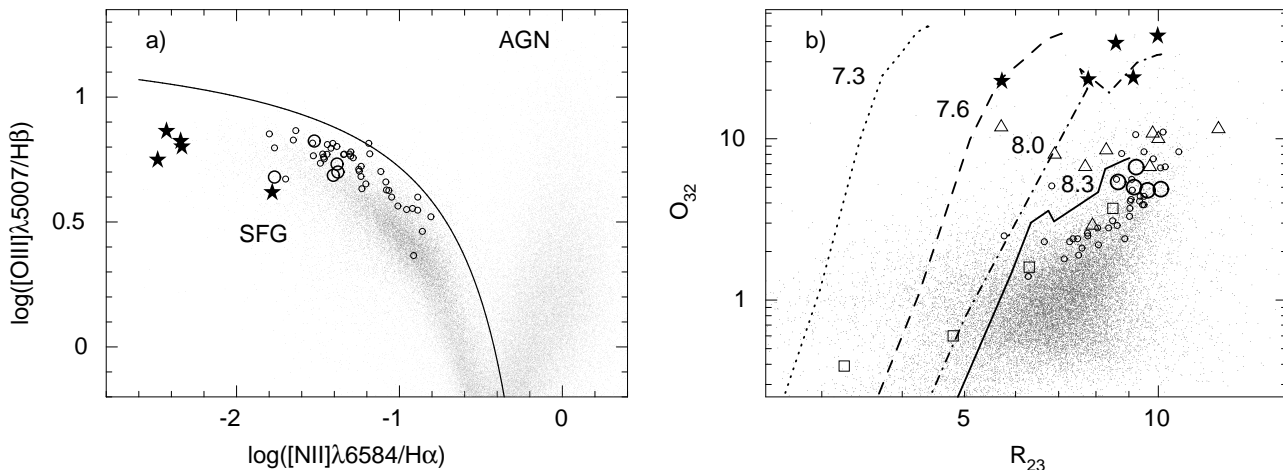 a)
AGN
SFG
1
0.5
0
-2
-1
0
log([OIII]λ5007/Hβ)
log([NII]λ6584/Hα)
b)
7.3
7.6
8.0
8.3
10
1
5
10
O32
R23